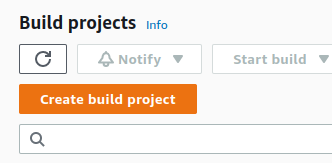 Build projects Info
Notify Start build
Create build project